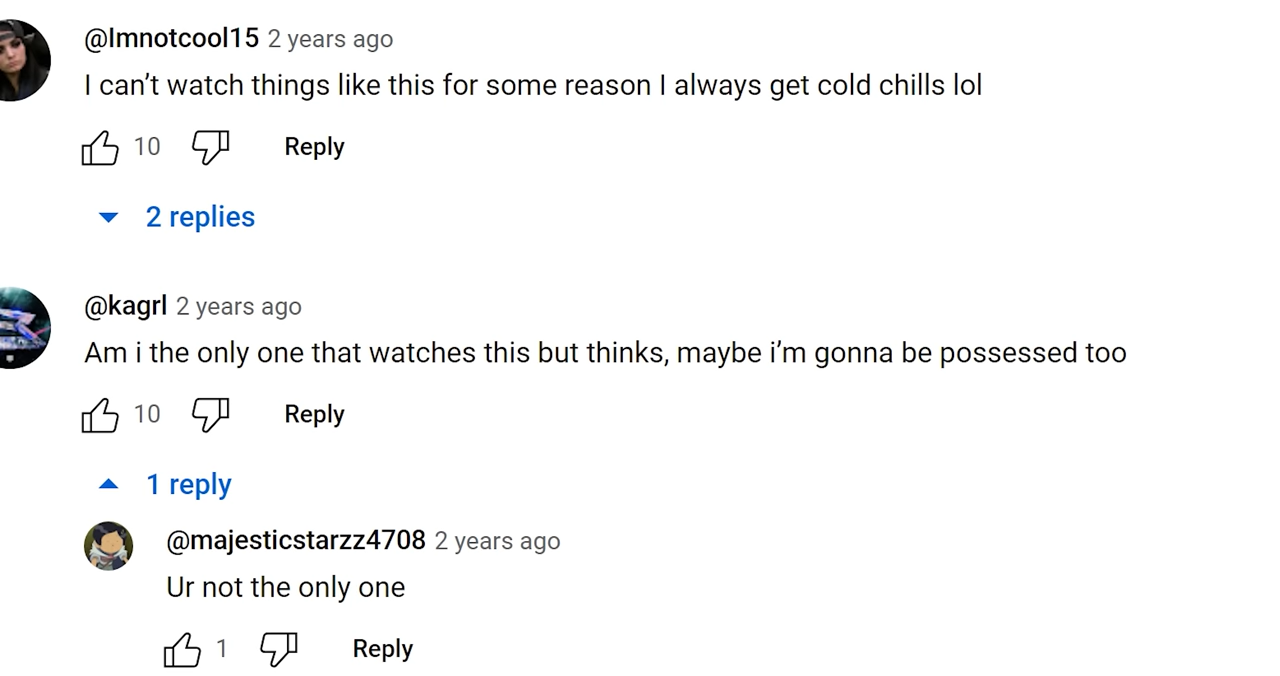 @Imnotcool15 2 years ago
I can’t watch things like this for some reason I always get cold chills lol
10 Reply
2 replies
@kagrl 2 years ago
Am i the only one that watches this but thinks, maybe i’m gonna be possessed too
10 Reply
1 reply
@majesticstarzz4708 2 years ago
Ur not the only one
1 Reply